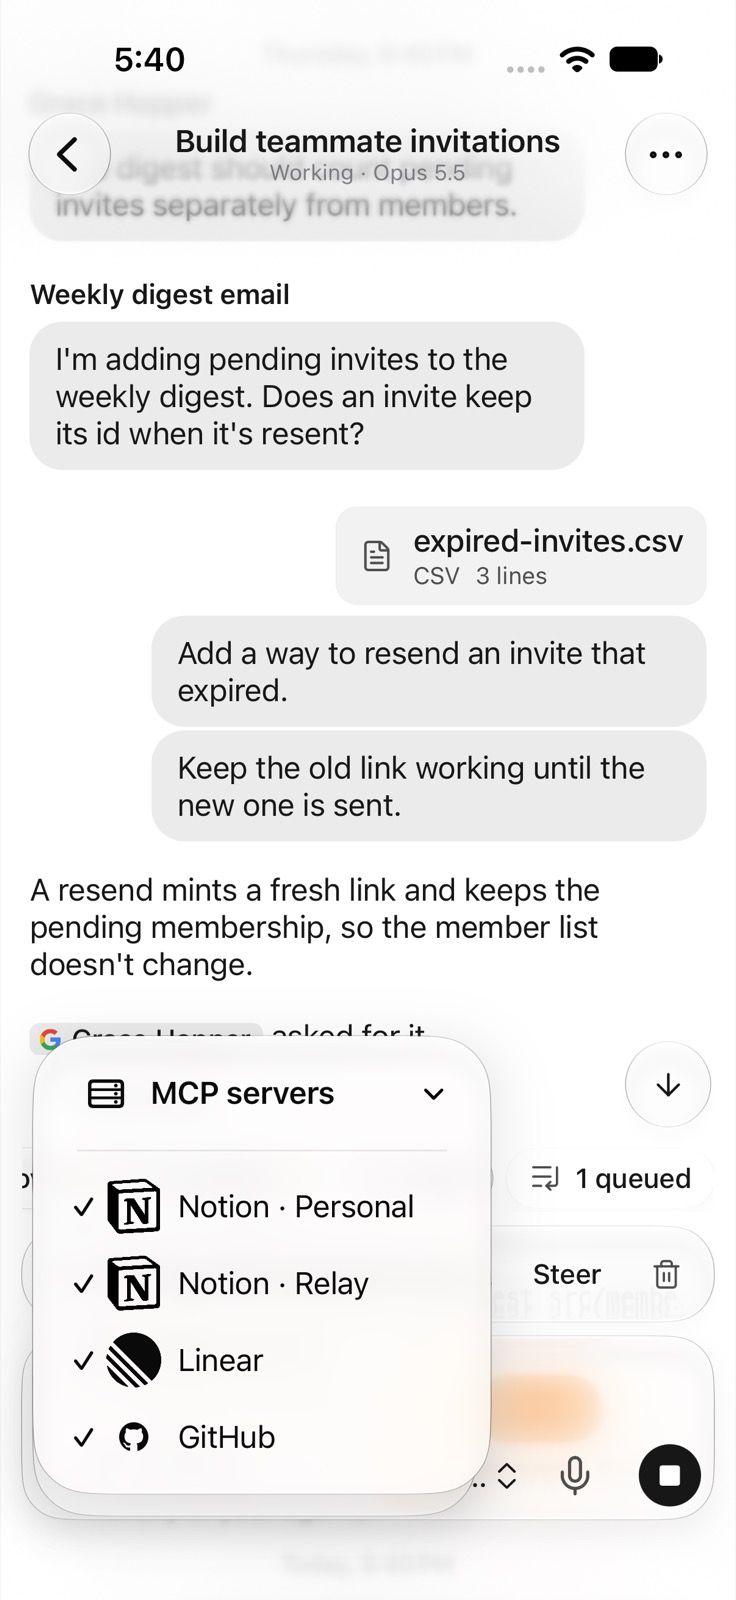 5:40
Build teammate invitations
Working · Opus 5.5
invites separately from members.
Weekly digest email
I'm adding pending invites to the
weekly digest. Does an invite keep
its id when it's resent?
expired-invites.csv
CSV 3 lines
Add a way to resend an invite that
expired.
Keep the old link working until the
new one is sent.
A resend mints a fresh link and keeps the
pending membership, so the member list
doesn't change.
asked for it
MCP servers
1 queued
Notion · Personal
Notion · Relay
Steer
Linear
GitHub